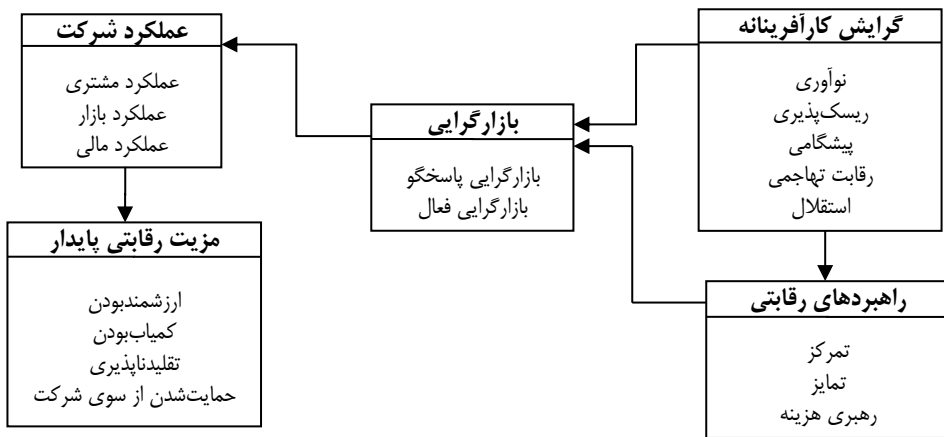 گرایش کارآفرینانه
نوآوری
ریسک‌پذیری
پیشگامی
رقابت تهاجمی
استقلال
راهبردهای رقابتی
تمرکز
تمایز
رهبری هزینه
بازارگرایی
بازارگرایی پاسخگو
بازارگرایی فعال
عملکرد شرکت
عملکرد مشتری
عملکرد بازار
عملکرد مالی
مزیت رقابتی پایدار
ارزشمندبودن
کمیاب‌بودن
تقلیدناپذیری
حمایت‌شدن از سوی شرکت